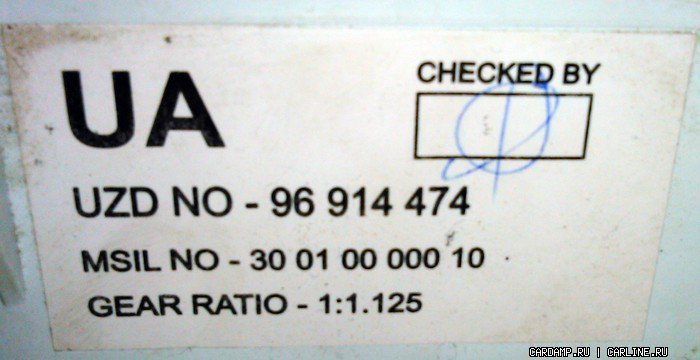 UA
CHECKED BY
UZD NO - 96 914 474
MSIL NO - 30 01 00 000 10
GEAR RATIO - 1:1.125
CARDAMP.RU | CARLINE.RU